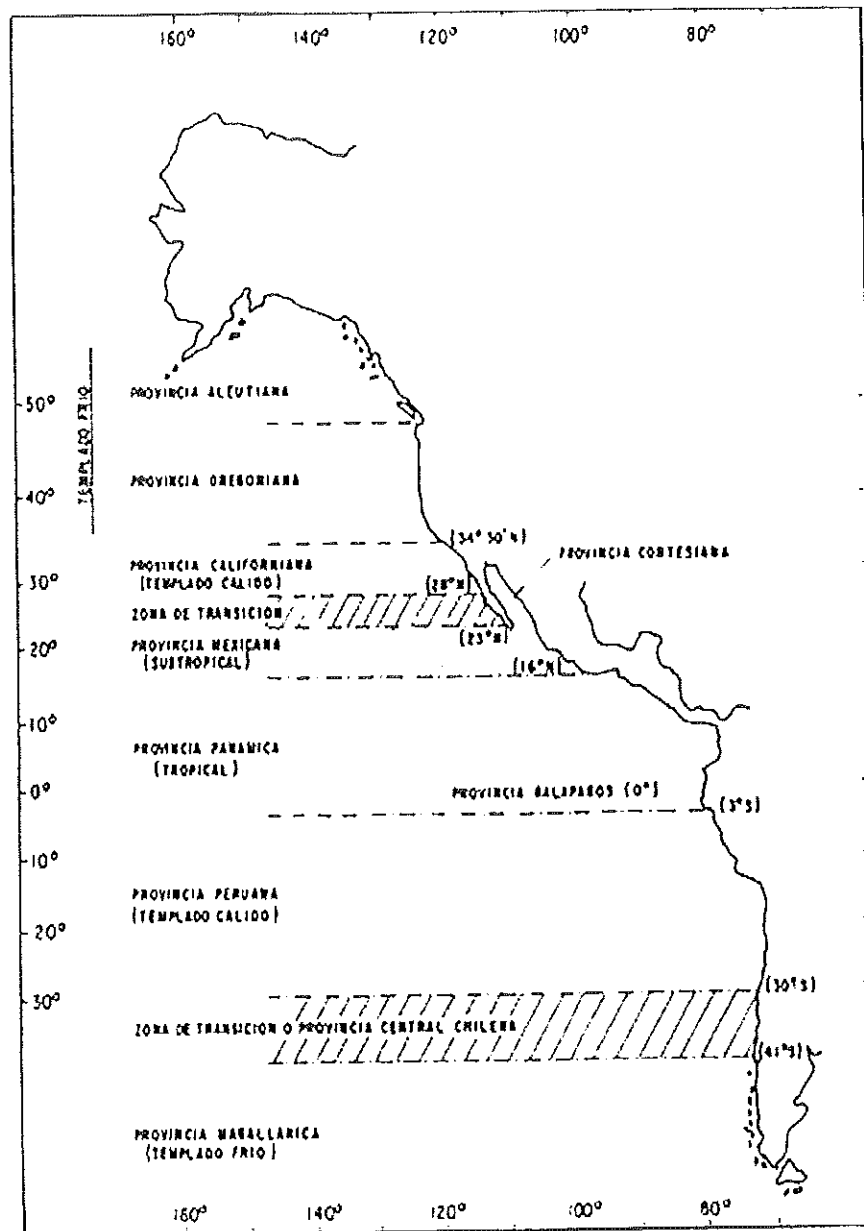 160° 140° 120° 100° 80°
PROVINCIA ALEUTIANA
50°
TEMPLADO FRIO
PROVINCIA OREGONIANA
40°
(34° 30' N)
PROVINCIA CORTESIANA
PROVINCIA CALIFORNIANA
(TEMPLADO CALIDO)
(28° N)
30°
ZONA DE TRANSICION
(23° N)
PROVINCIA MEXICANA
(SUBTROPICAL)
20°
(16° N)
10°
PROVINCIA PANAMICA
(TROPICAL)
0°
PROVINCIA GALAPAGOS (0°)
(3° S)
10°
PROVINCIA PERUANA
(TEMPLADO CALIDO)
20°
(30° S)
30°
ZONA DE TRANSICION O PROVINCIA CENTRAL CHILENA
(41° S)
PROVINCIA MAGALLANICA
(TEMPLADO FRIO)
160° 140° 120° 100° 80°